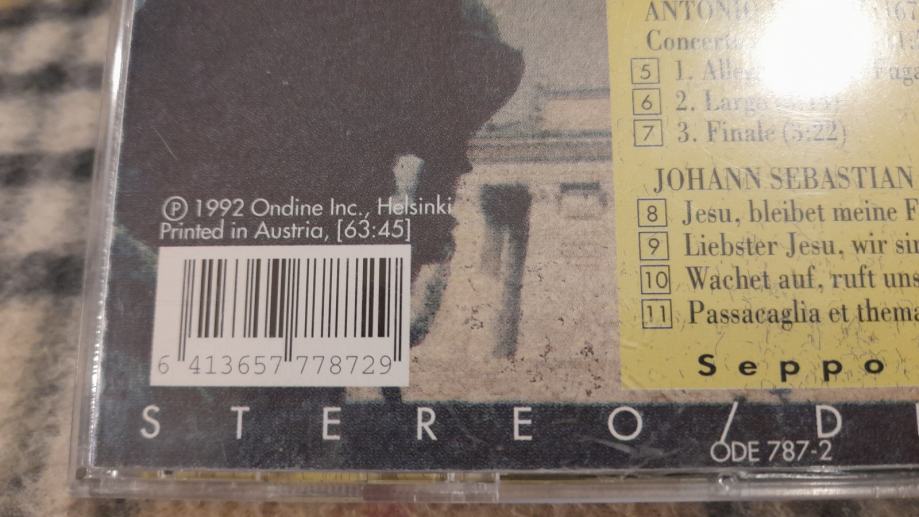 ℗ 1992 Ondine Inc., Helsinki
Printed in Austria, [63:45]
6 413657 778729
ANTONIO
5 1. Alle
6 2. Larg
7 3. Finale (5:22)
JOHANN SEBASTIAN
8 Jesu, bleibet meine F
9 Liebster Jesu, wir si
10 Wachet auf, ruft uns
11 Passacaglia et thema
Seppo
STEREO/D
ODE 787-2